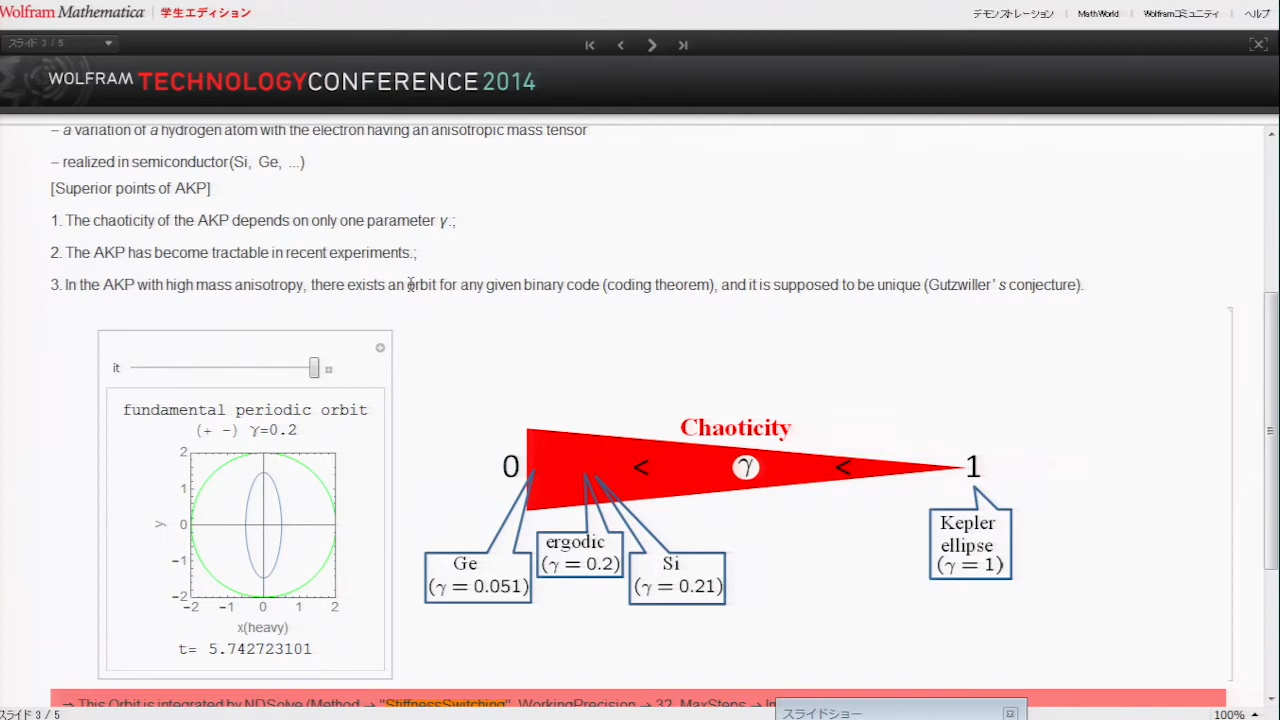 Wolfram Mathematica | 学生エディション
デモンストレーション | MathWorld | Wolframコミュニティ | ヘルプ
スライド 3 / 5
WOLFRAM TECHNOLOGYCONFERENCE 2014
– a variation of a hydrogen atom with the electron having an anisotropic mass tensor
– realized in semiconductor(Si, Ge, ...)
[Superior points of AKP]
1. The chaoticity of the AKP depends on only one parameter γ.;
2. The AKP has become tractable in recent experiments.;
3. In the AKP with high mass anisotropy, there exists an orbit for any given binary code (coding theorem), and it is supposed to be unique (Gutzwiller's conjecture).
it
fundamental periodic orbit
(+ -) γ=0.2
2
1
0
-1
-2
y
-2 -1 0 1 2
x(heavy)
t= 5.742723101
Chaoticity
0 < γ < 1
Ge
(γ = 0.051)
ergodic
(γ = 0.2)
Si
(γ = 0.21)
Kepler
ellipse
(γ = 1)
→ This Orbit is integrated by NDSolve (Method → "StiffnessSwitching", WorkingPrecision → 32, MaxSteps → In
スライドショー
スライド 3 / 5
100%